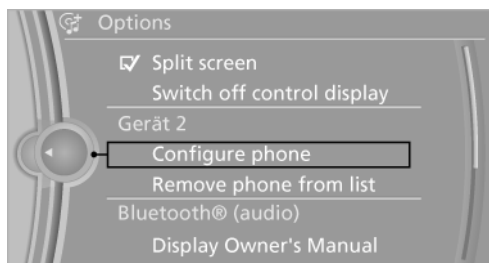 Options
Split screen
Switch off control display
Gerät 2
Configure phone
Remove phone from list
Bluetooth® (audio)
Display Owner's Manual